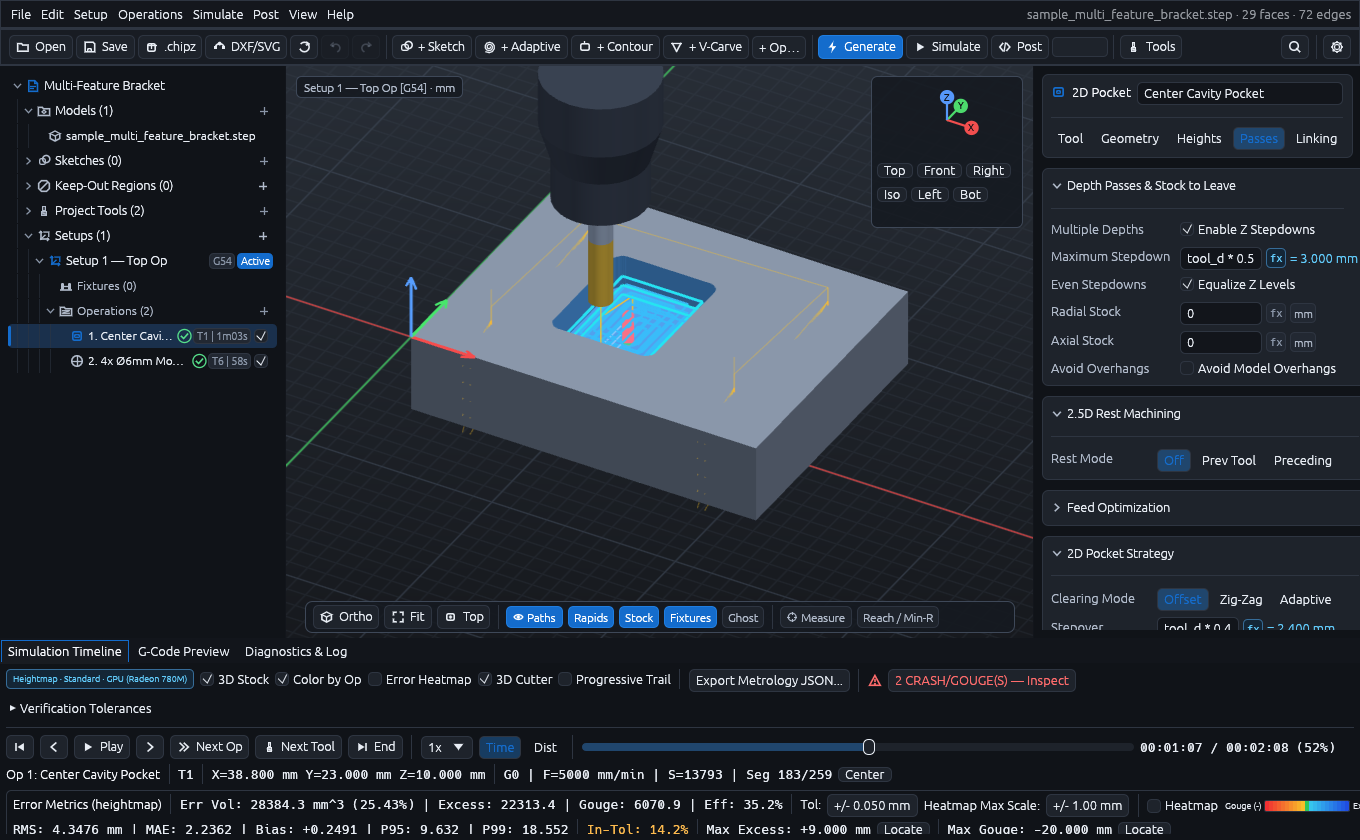 File Edit Setup Operations Simulate Post View Help
sample_multi_feature_bracket.step · 29 faces · 72 edges
Open Save .chipz DXF/SVG + Sketch + Adaptive + Contour + V-Carve + Op... Generate Simulate Post Tools
Multi-Feature Bracket
Models (1) +
sample_multi_feature_bracket.step
Sketches (0) +
Keep-Out Regions (0) +
Project Tools (2) +
Setups (1) +
Setup 1 — Top Op G54 Active
Fixtures (0)
Operations (2) +
1. Center Cavi... T1 | 1m03s
2. 4x Ø6mm Mo... T6 | 58s
Setup 1 — Top Op [G54] · mm
Z
Y
X
Top Front Right
Iso Left Bot
Ortho Fit Top Paths Rapids Stock Fixtures Ghost Measure Reach / Min-R
2D Pocket Center Cavity Pocket
Tool Geometry Heights Passes Linking
Depth Passes & Stock to Leave
Multiple Depths Enable Z Stepdowns
Maximum Stepdown tool_d * 0.5 fx = 3.000 mm
Even Stepdowns Equalize Z Levels
Radial Stock 0 fx mm
Axial Stock 0 fx mm
Avoid Overhangs Avoid Model Overhangs
2.5D Rest Machining
Rest Mode Off Prev Tool Preceding
Feed Optimization
2D Pocket Strategy
Clearing Mode Offset Zig-Zag Adaptive
Stepover tool_d * 0.4 fx = 2.400 mm
Simulation Timeline G-Code Preview Diagnostics & Log
Heightmap · Standard · GPU (Radeon 780M) 3D Stock Color by Op Error Heatmap 3D Cutter Progressive Trail Export Metrology JSON... 2 CRASH/GOUGE(S) — Inspect
Verification Tolerances
Play Next Op Next Tool End 1x Time Dist 00:01:07 / 00:02:08 (52%)
Op 1: Center Cavity Pocket T1 X=38.800 mm Y=23.000 mm Z=10.000 mm G0 | F=5000 mm/min | S=13793 | Seg 183/259 Center
Error Metrics (heightmap) Err Vol: 28384.3 mm^3 (25.43%) | Excess: 22313.4 | Gouge: 6070.9 | Eff: 35.2% Tol: +/- 0.050 mm Heatmap Max Scale: +/- 1.00 mm Heatmap Gouge (-) Ex
RMS: 4.3476 mm | MAE: 2.2362 | Bias: +0.2491 | P95: 9.632 | P99: 18.552 In-Tol: 14.2% Max Excess: +9.000 mm Locate Max Gouge: -20.000 mm Locate